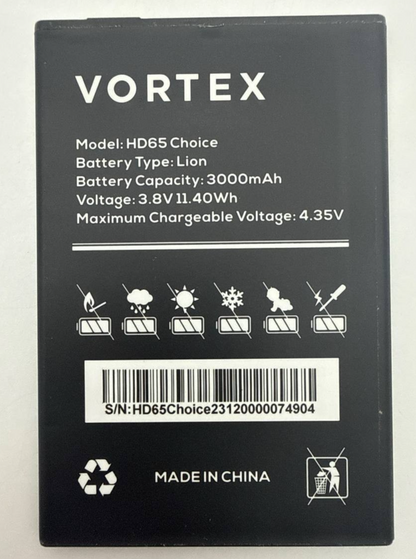 VORTEX
Model: HD65 Choice
Battery Type: Lion
Battery Capacity: 3000mAh
Voltage: 3.8V 11.40Wh
Maximum Chargeable Voltage: 4.35V
S/N:HD65Choice23120000074904
MADE IN CHINA